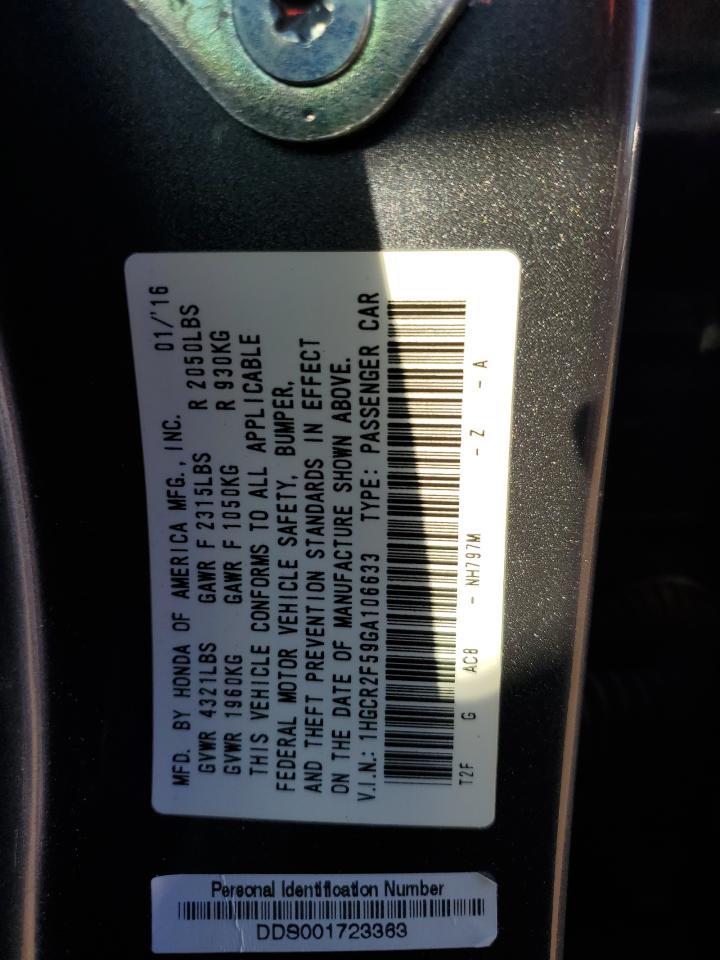 MFD. BY HONDA OF AMERICA MFG., INC. 01/'16
GVWR 4321LBS GAWR F 2315LBS R 2050LBS
GVWR 1960KG GAWR F 1050KG R 930KG
THIS VEHICLE CONFORMS TO ALL APPLICABLE
FEDERAL MOTOR VEHICLE SAFETY, BUMPER,
AND THEFT PREVENTION STANDARDS IN EFFECT
ON THE DATE OF MANUFACTURE SHOWN ABOVE.
V.I.N.: 1HGCR2F59GA106633 TYPE: PASSENGER CAR
T2F G AC8 - NH797M - Z - A
Personal Identification Number
DDS001723363